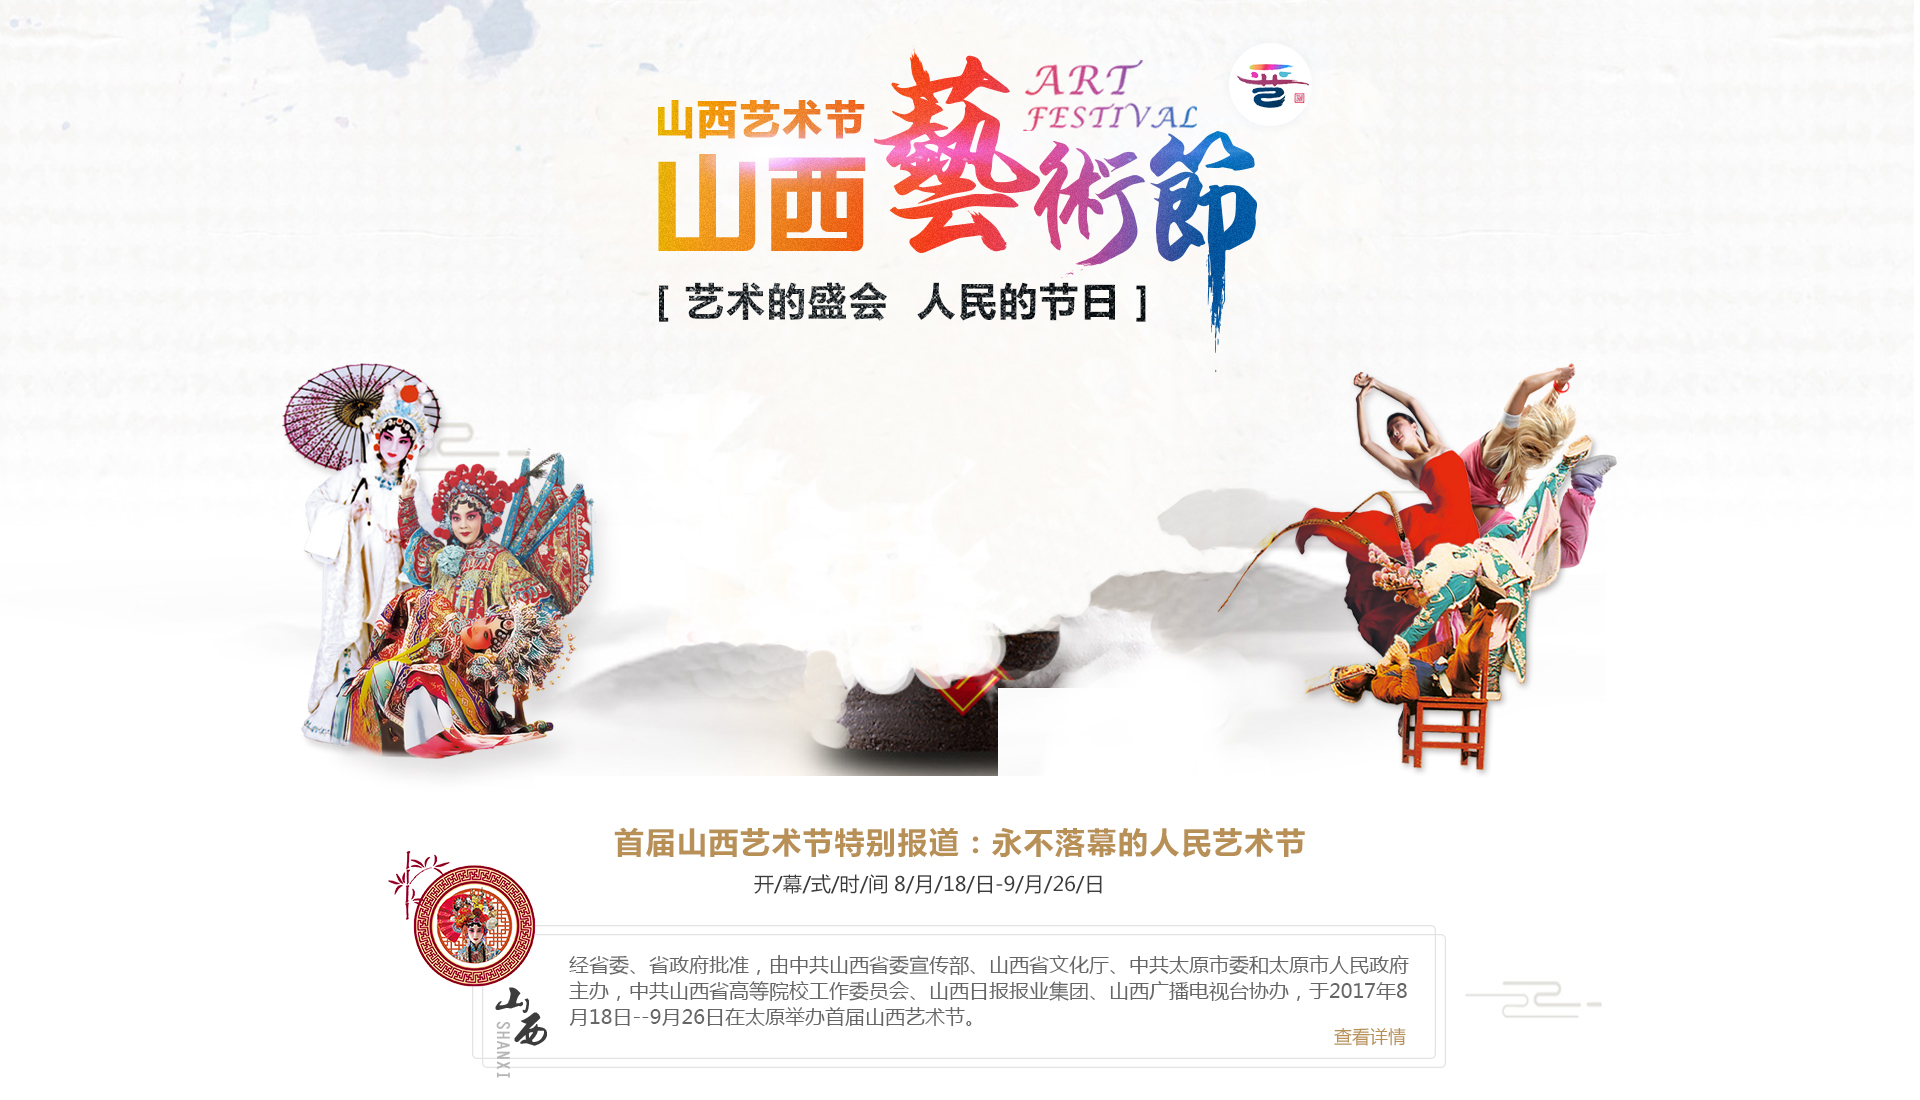 山西艺术节
山西藝術節
ART
FESTIVAL
晋
[ 艺术的盛会 人民的节日 ]
首届山西艺术节特别报道：永不落幕的人民艺术节
开/幕/式/时/间 8/月/18/日-9/月/26/日
经省委、省政府批准，由中共山西省委宣传部、山西省文化厅、中共太原市委和太原市人民政府
主办，中共山西省高等院校工作委员会、山西日报报业集团、山西广播电视台协办，于2017年8
月18日--9月26日在太原举办首届山西艺术节。
查看详情
山西
SHANXI